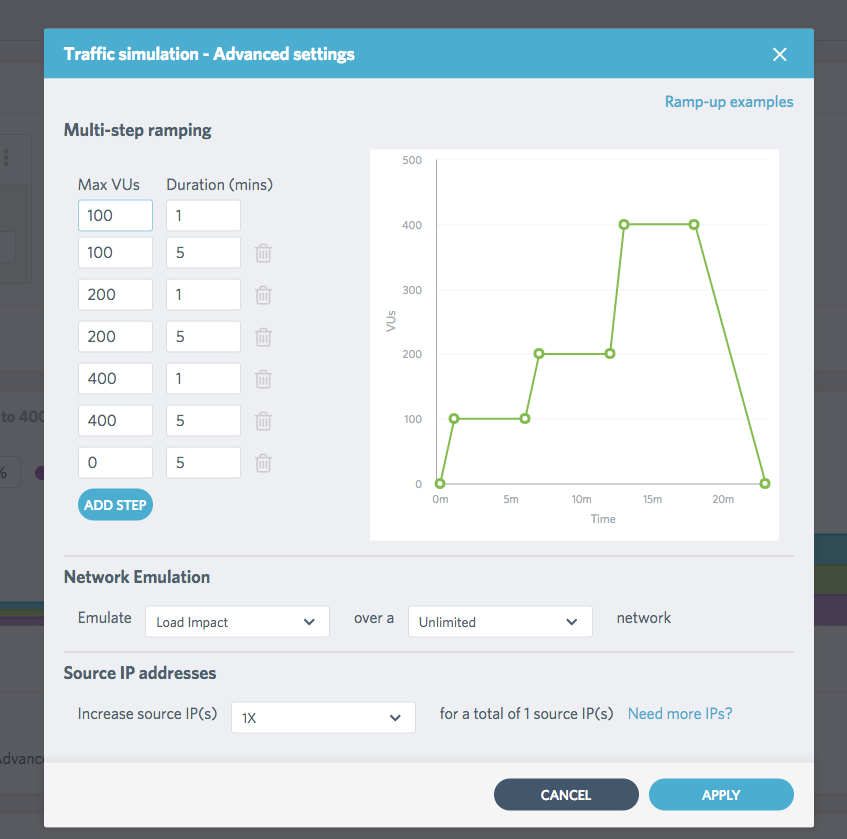 Traffic simulation - Advanced settings
Ramp-up examples
Multi-step ramping
Max VUs Duration (mins)
100 1
100 5
200 1
200 5
400 1
400 5
0 5
ADD STEP
500
400
300
200
100
0
VUs
0m 5m 10m 15m 20m
Time
Network Emulation
Emulate Load Impact over a Unlimited network
Source IP addresses
Increase source IP(s) 1X for a total of 1 source IP(s) Need more IPs?
CANCEL APPLY
to 400
%